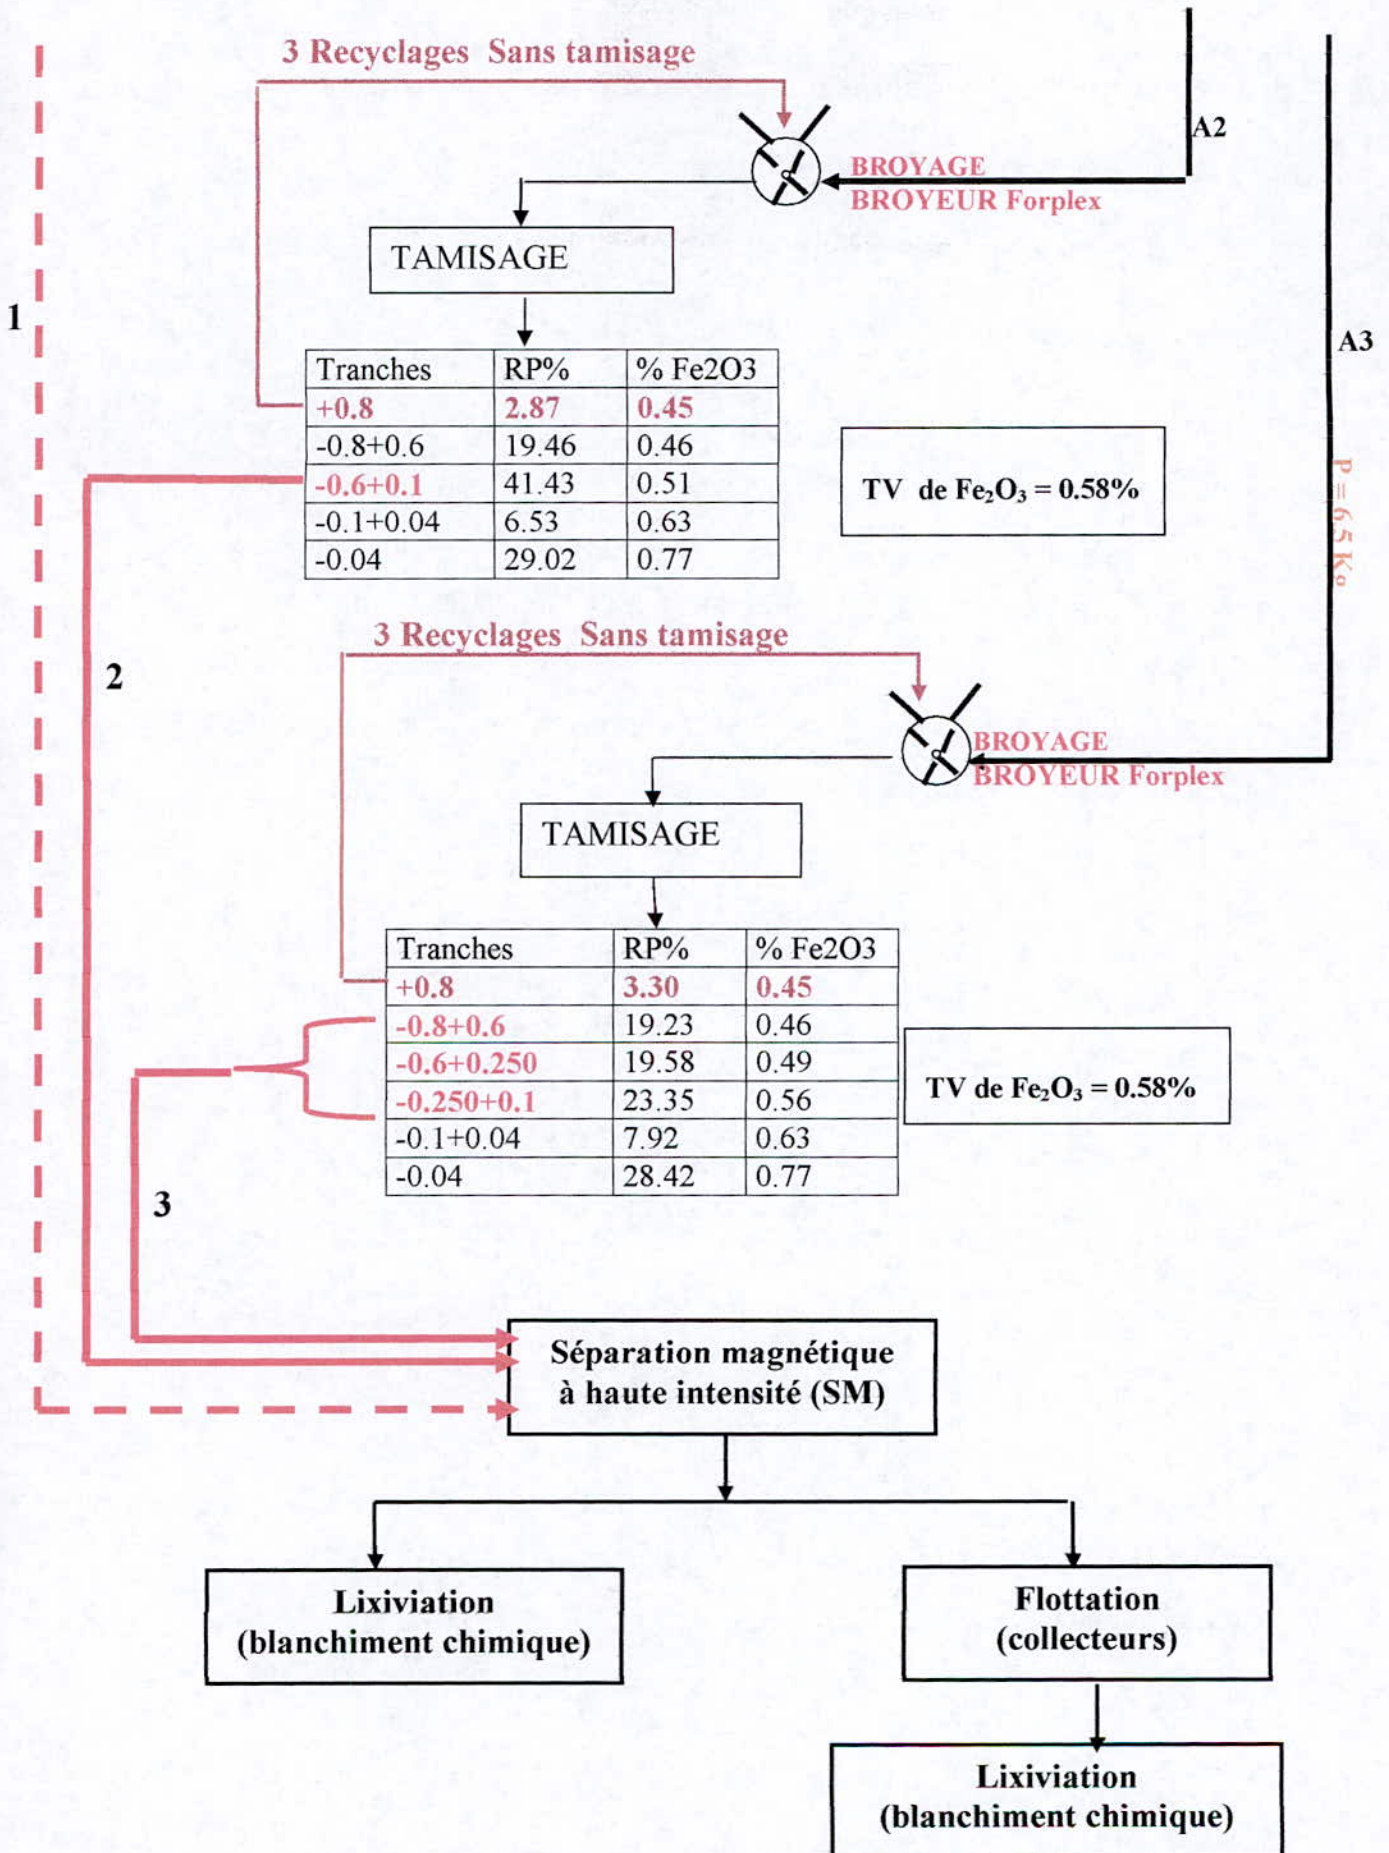 3 Recyclages Sans tamisage
A2
BROYAGE
BROYEUR Forplex
TAMISAGE
1
A3
Tranches RP% % Fe2O3
+0.8 2.87 0.45
-0.8+0.6 19.46 0.46
-0.6+0.1 41.43 0.51
-0.1+0.04 6.53 0.63
-0.04 29.02 0.77
TV de Fe₂O₃ = 0.58%
P = 65 Kg
3 Recyclages Sans tamisage
2
BROYAGE
BROYEUR Forplex
TAMISAGE
Tranches RP% % Fe2O3
+0.8 3.30 0.45
-0.8+0.6 19.23 0.46
-0.6+0.250 19.58 0.49
-0.250+0.1 23.35 0.56
-0.1+0.04 7.92 0.63
-0.04 28.42 0.77
TV de Fe₂O₃ = 0.58%
3
Séparation magnétique
à haute intensité (SM)
Lixiviation
(blanchiment chimique)
Flottation
(collecteurs)
Lixiviation
(blanchiment chimique)